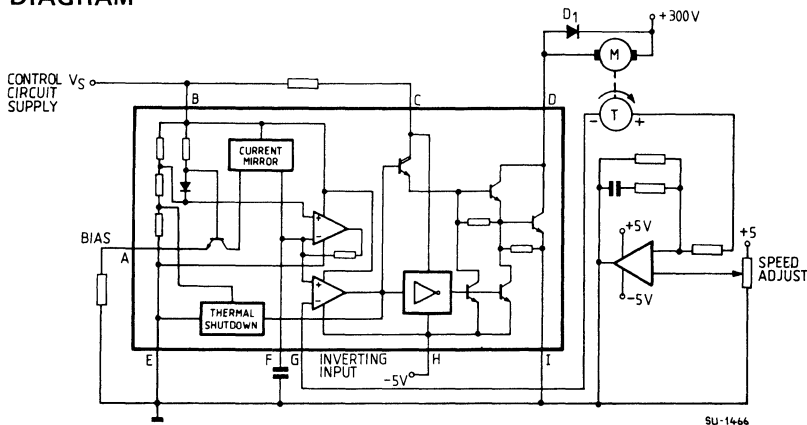 DIAGRAM
D1
+300V
M
CONTROL VS
CIRCUIT
SUPPLY
B
C
D
- T +
CURRENT
MIRROR
+
-
BIAS
A
+5V
+5
SPEED
ADJUST
-5V
+
-
THERMAL
SHUTDOWN
E
F
G
INVERTING
INPUT
H
I
-5V
SU-1466